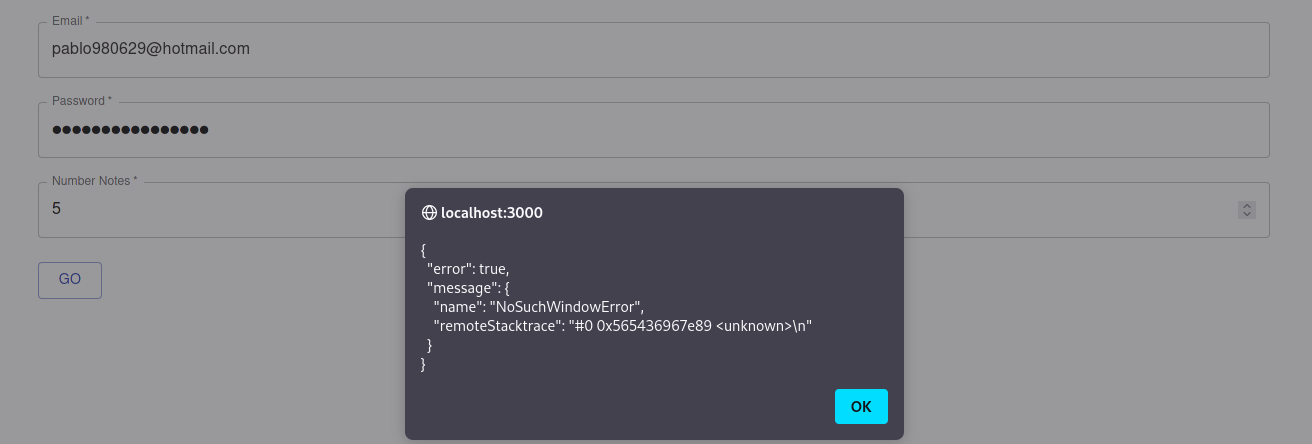 Email *
pablo980629@hotmail.com
Password *
●●●●●●●●●●●●●●●●
Number Notes *
5
GO
localhost:3000
{
"error": true,
"message": {
"name": "NoSuchWindowError",
"remoteStacktrace": "#0 0x565436967e89 <unknown>\n"
}
}
OK